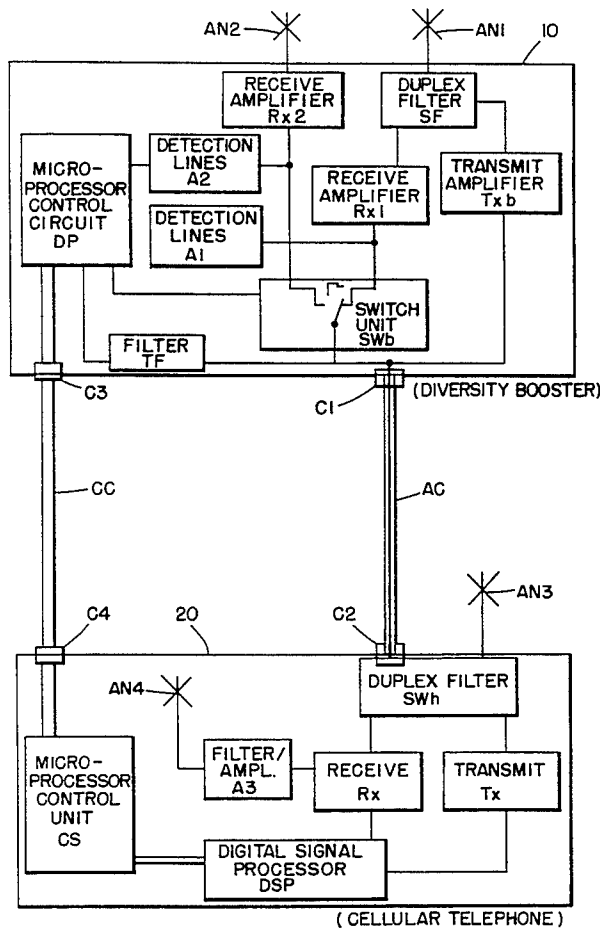 AN2
AN1
10
RECEIVE
AMPLIFIER
Rx2
DUPLEX
FILTER
SF
MICRO-
PROCESSOR
CONTROL
CIRCUIT
DP
DETECTION
LINES
A2
RECEIVE
AMPLIFIER
Rx1
TRANSMIT
AMPLIFIER
Txb
DETECTION
LINES
A1
SWITCH
UNIT
SWb
FILTER
TF
C3
C1
(DIVERSITY BOOSTER)
CC
AC
AN3
C4
20
C2
AN4
DUPLEX FILTER
SWh
FILTER/
AMPL.
A3
RECEIVE
Rx
TRANSMIT
Tx
MICRO-
PROCESSOR
CONTROL
UNIT
CS
DIGITAL SIGNAL
PROCESSOR
DSP
(CELLULAR TELEPHONE)